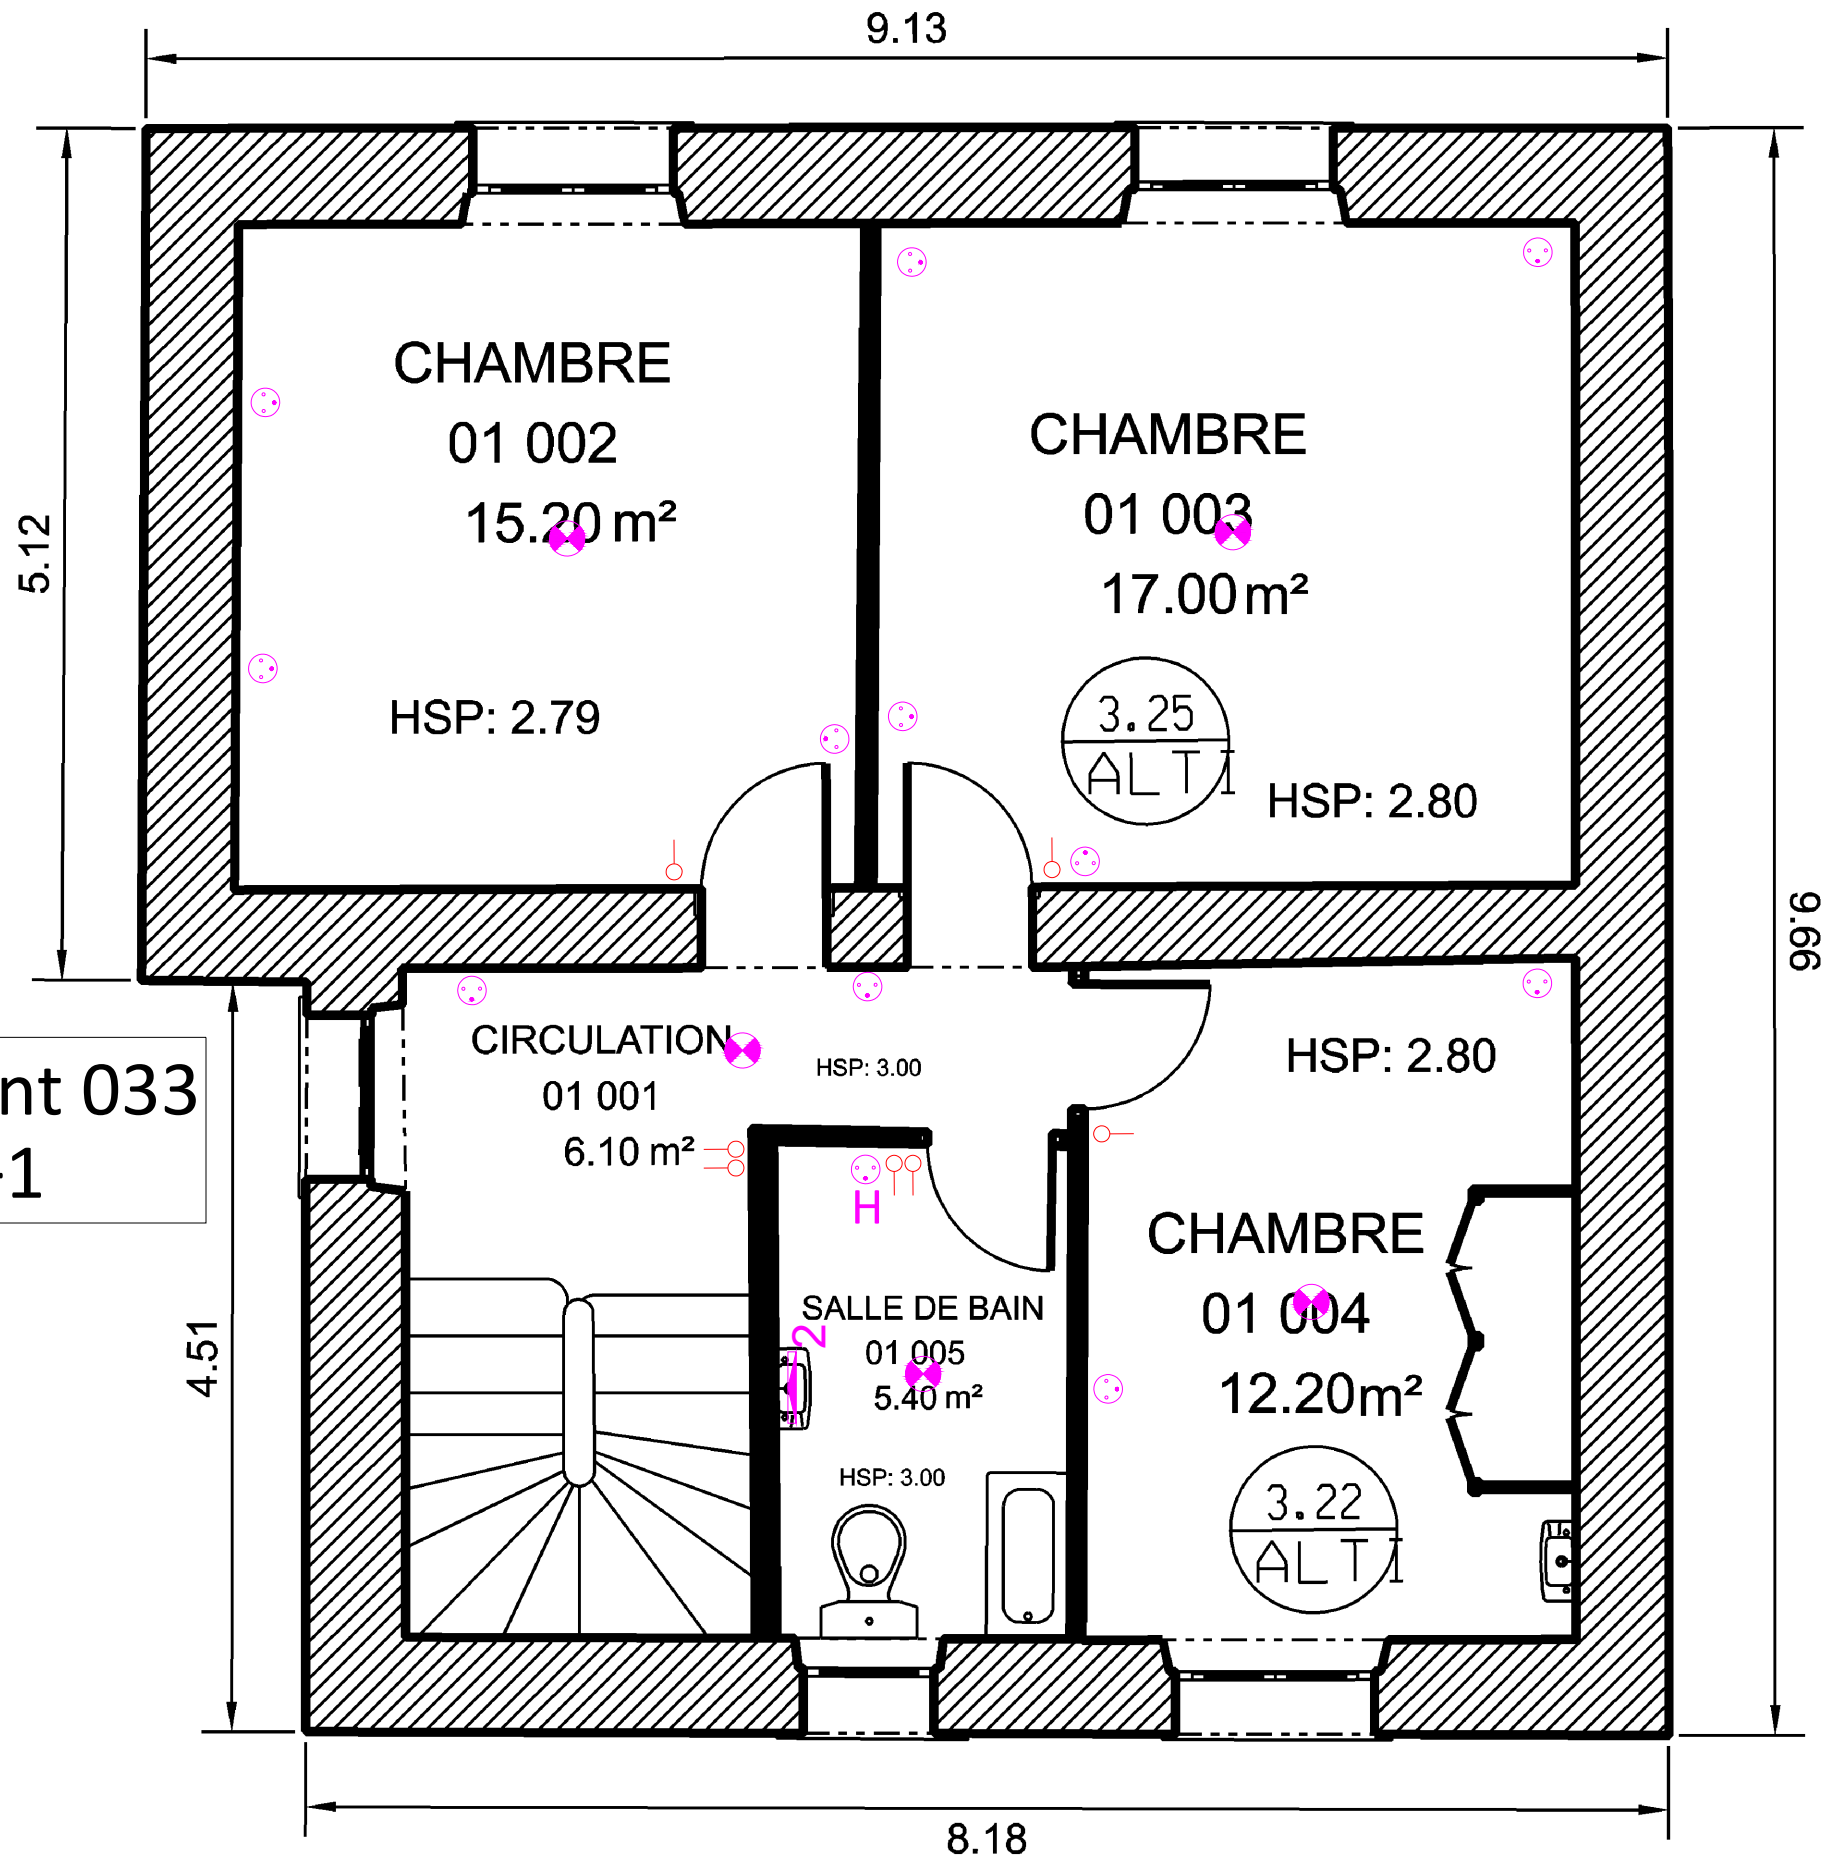 9.13
5.12
CHAMBRE
01 002
15.20 m²
HSP: 2.79
CHAMBRE
01 003
17.00 m²
3.25
ALTI
HSP: 2.80
9.66
nt 033
-1
CIRCULATION
01 001
6.10 m²
HSP: 3.00
HSP: 2.80
H
CHAMBRE
01 004
12.20 m²
3.22
ALTI
SALLE DE BAIN
2
01 005
5.40 m²
HSP: 3.00
4.51
8.18